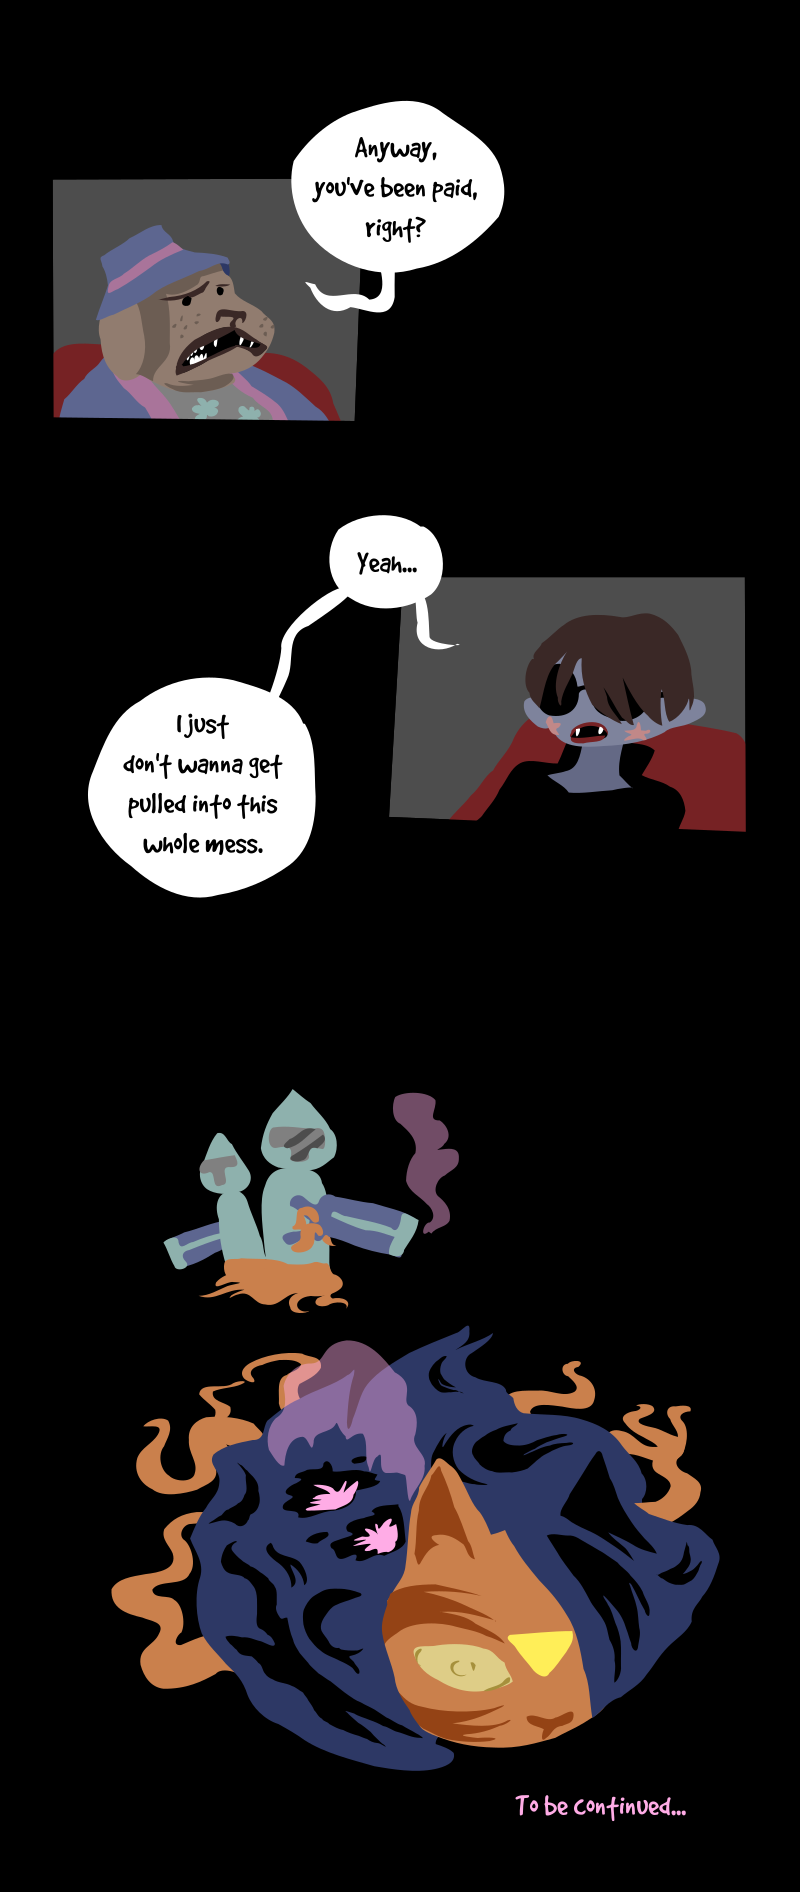 Anyway,
you've been paid,
right?
Yeah...
I just
don't wanna get
pulled into this
whole mess.
To be continued...